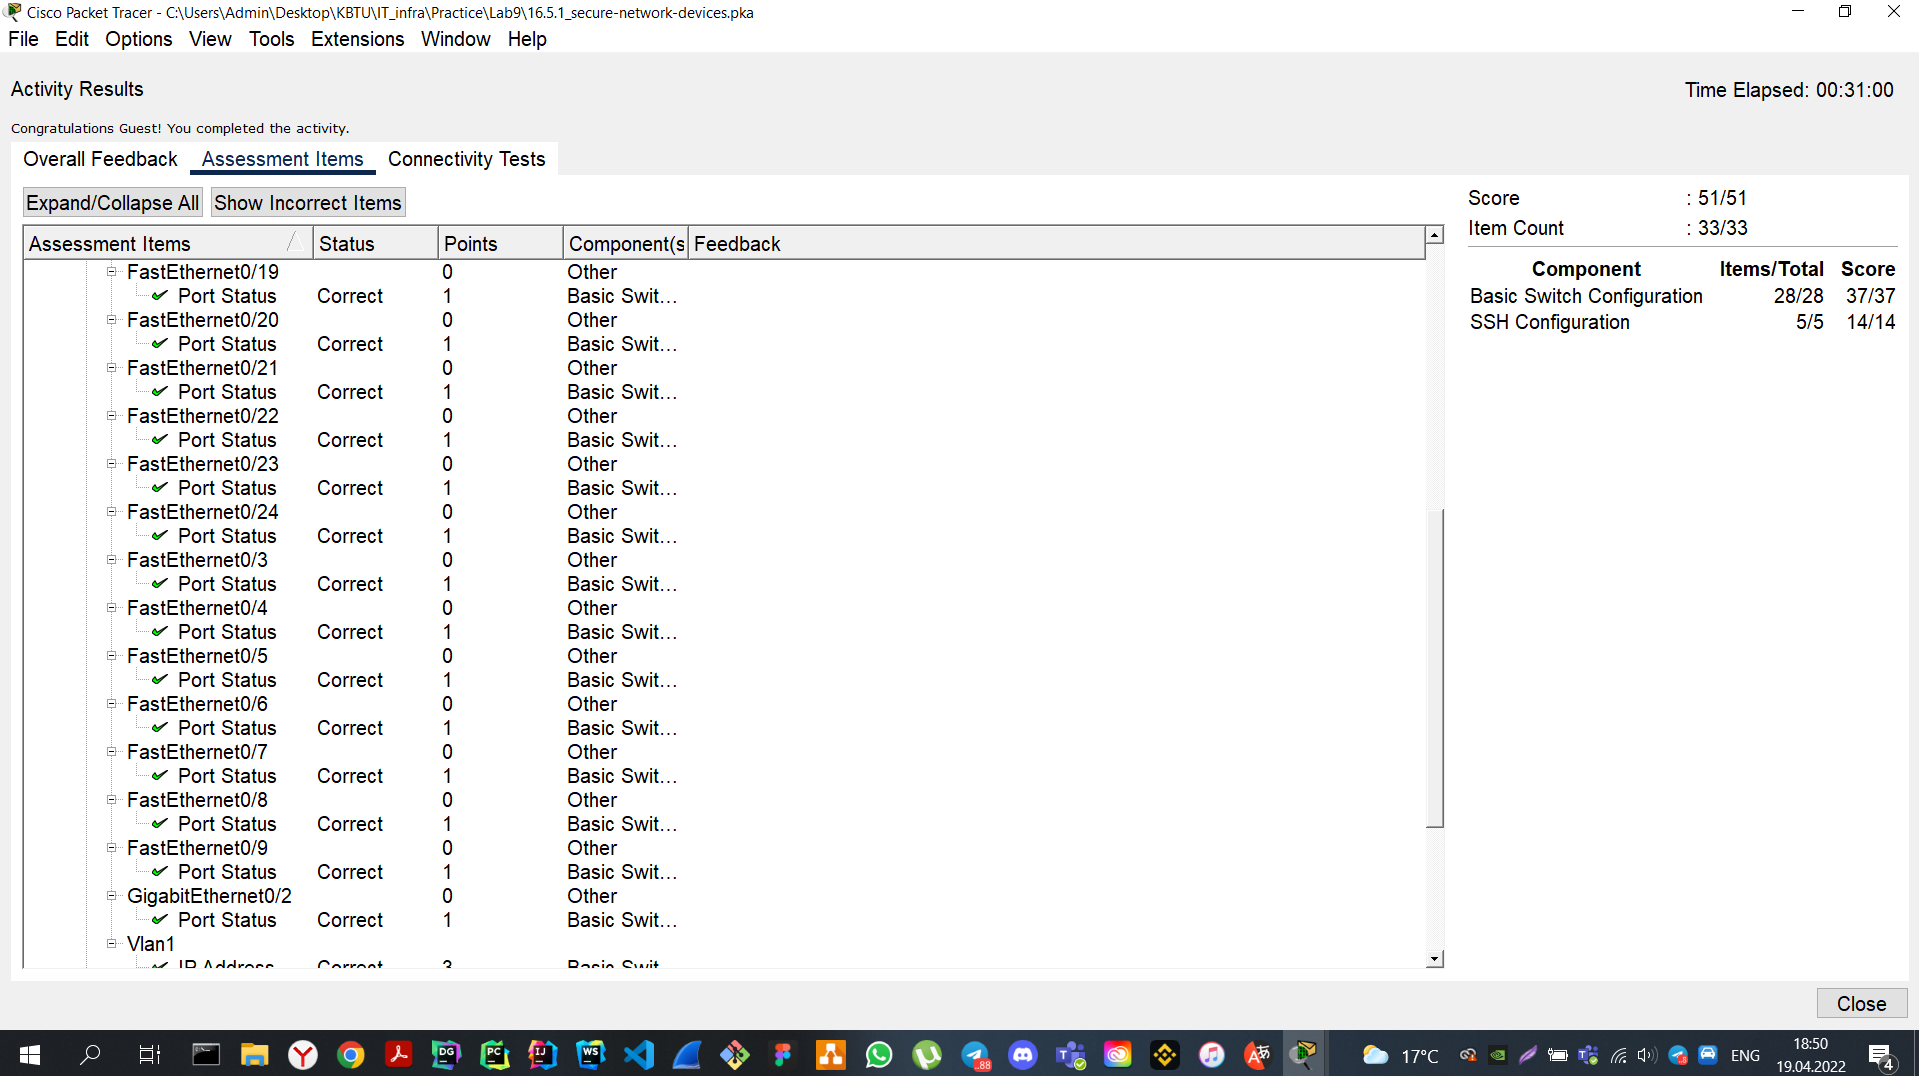 Cisco Packet Tracer - C:\Users\Admin\Desktop\KBTU\IT_infra\Practice\Lab9\16.5.1_secure-network-devices.pka
File Edit Options View Tools Extensions Window Help
Activity Results
Time Elapsed: 00:31:00
Congratulations Guest! You completed the activity.
Overall Feedback Assessment Items Connectivity Tests
Expand/Collapse All Show Incorrect Items
Assessment Items Status Points Component(s Feedback
FastEthernet0/19 0 Other
Port Status Correct 1 Basic Swit...
FastEthernet0/20 0 Other
Port Status Correct 1 Basic Swit...
FastEthernet0/21 0 Other
Port Status Correct 1 Basic Swit...
FastEthernet0/22 0 Other
Port Status Correct 1 Basic Swit...
FastEthernet0/23 0 Other
Port Status Correct 1 Basic Swit...
FastEthernet0/24 0 Other
Port Status Correct 1 Basic Swit...
FastEthernet0/3 0 Other
Port Status Correct 1 Basic Swit...
FastEthernet0/4 0 Other
Port Status Correct 1 Basic Swit...
FastEthernet0/5 0 Other
Port Status Correct 1 Basic Swit...
FastEthernet0/6 0 Other
Port Status Correct 1 Basic Swit...
FastEthernet0/7 0 Other
Port Status Correct 1 Basic Swit...
FastEthernet0/8 0 Other
Port Status Correct 1 Basic Swit...
FastEthernet0/9 0 Other
Port Status Correct 1 Basic Swit...
GigabitEthernet0/2 0 Other
Port Status Correct 1 Basic Swit...
Vlan1
IP Address Correct 3 Basic Swit
Score : 51/51
Item Count : 33/33
Component Items/Total Score
Basic Switch Configuration 28/28 37/37
SSH Configuration 5/5 14/14
Close
DG PC IJ WS 88
17°C
ENG
18:50
19.04.2022
4